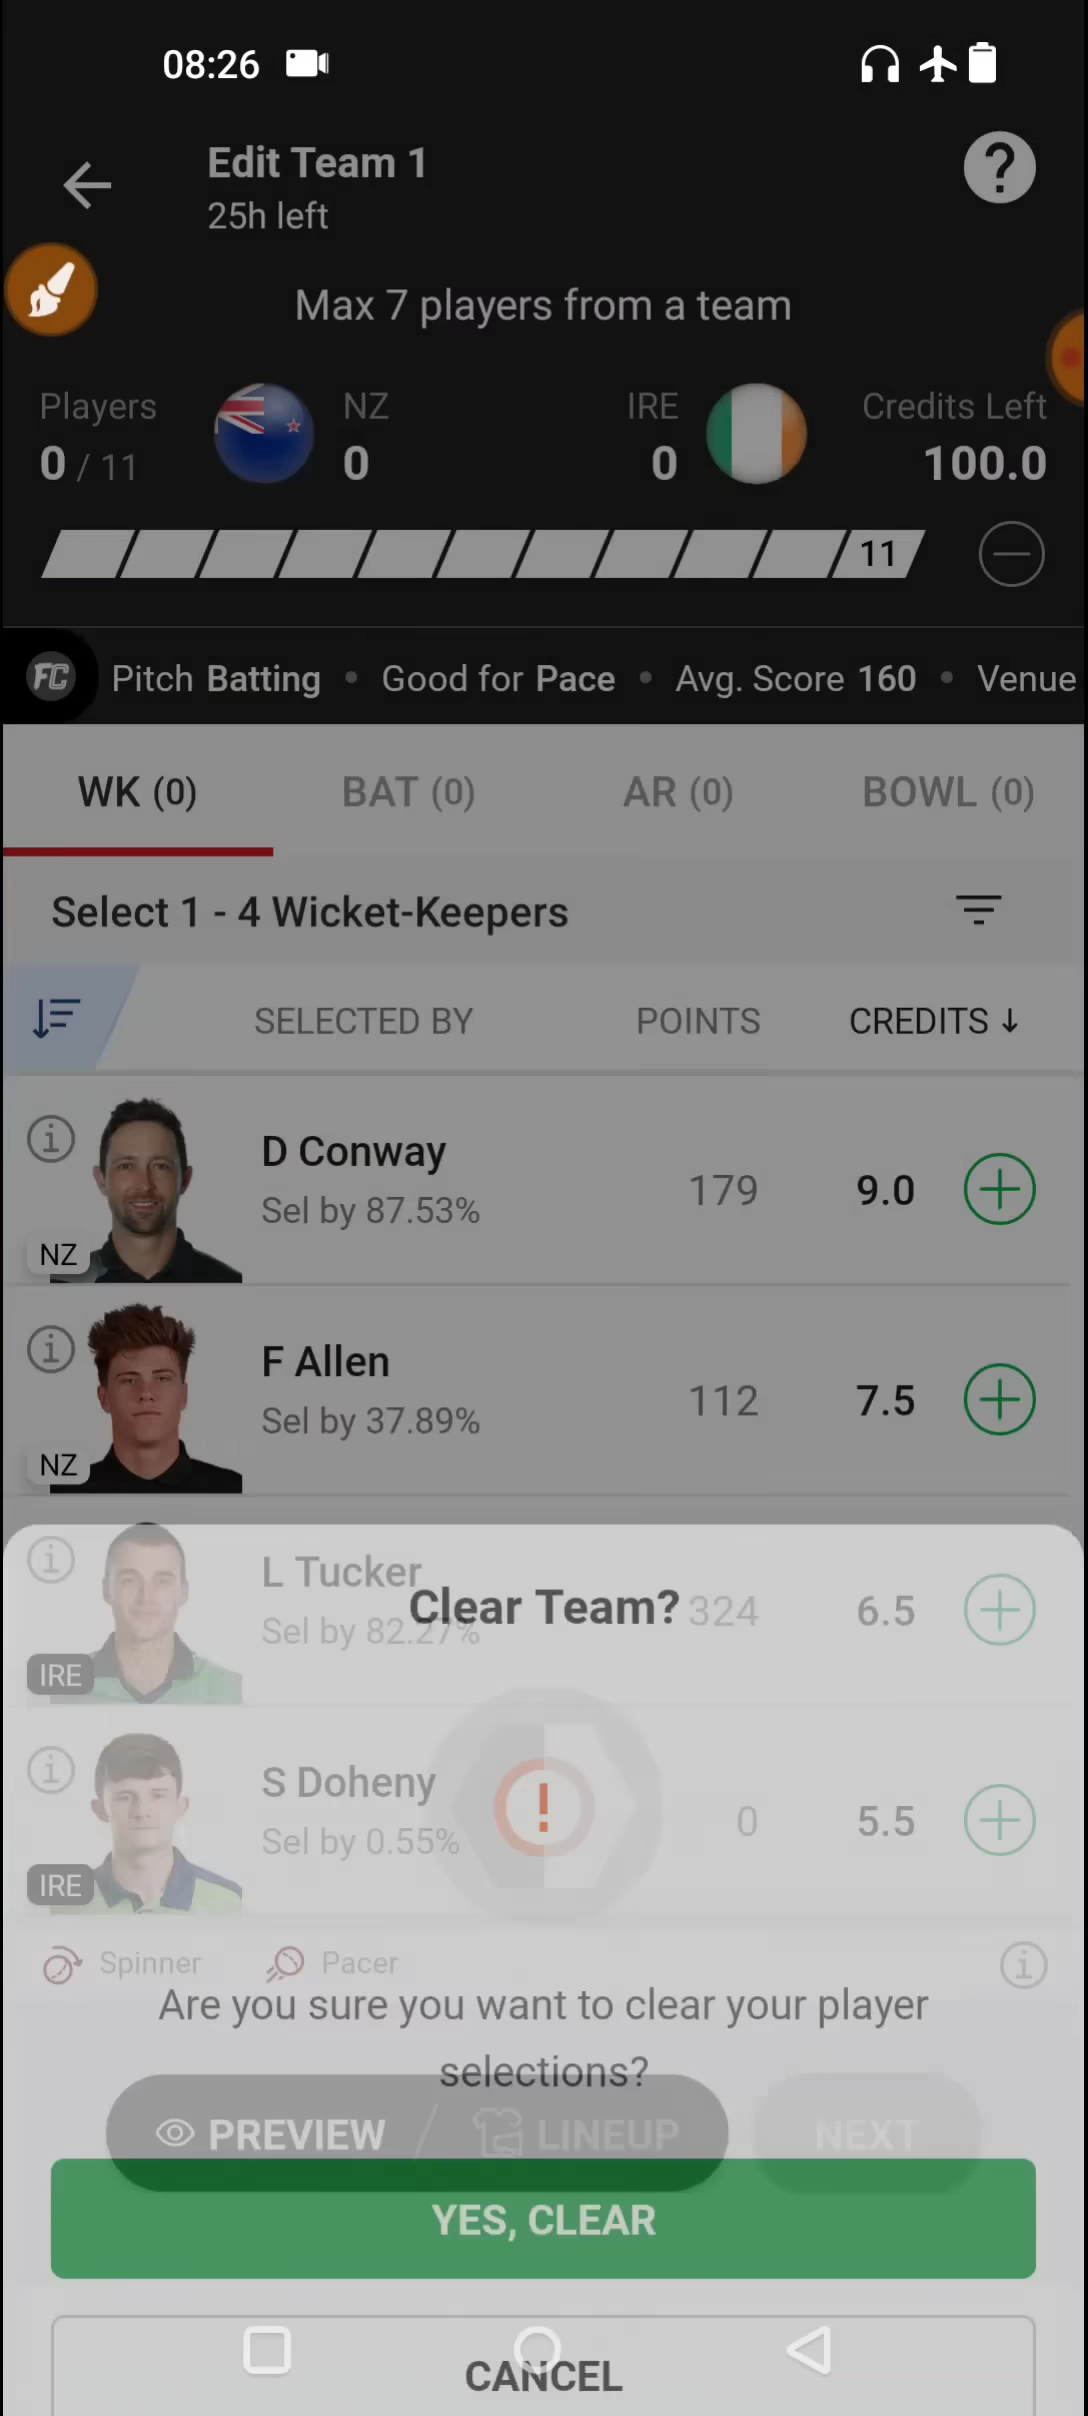 08:26
Edit Team 1
25h left
Max 7 players from a team
Players NZ IRE Credits Left
0 / 11 0 0 100.0
11
FC Pitch Batting • Good for Pace • Avg. Score 160 • Venue
WK (0) BAT (0) AR (0) BOWL (0)
Select 1 - 4 Wicket-Keepers
SELECTED BY POINTS CREDITS ↓
D Conway
Sel by 87.53% 179 9.0
NZ
F Allen
Sel by 37.89% 112 7.5
NZ
L Tucker
Clear Team? 324 6.5
Sel by 82.27%
IRE
S Doheny
! 0 5.5
Sel by 0.55%
IRE
Spinner Pacer
Are you sure you want to clear your player
selections?
PREVIEW / LINEUP NEXT
YES, CLEAR
CANCEL